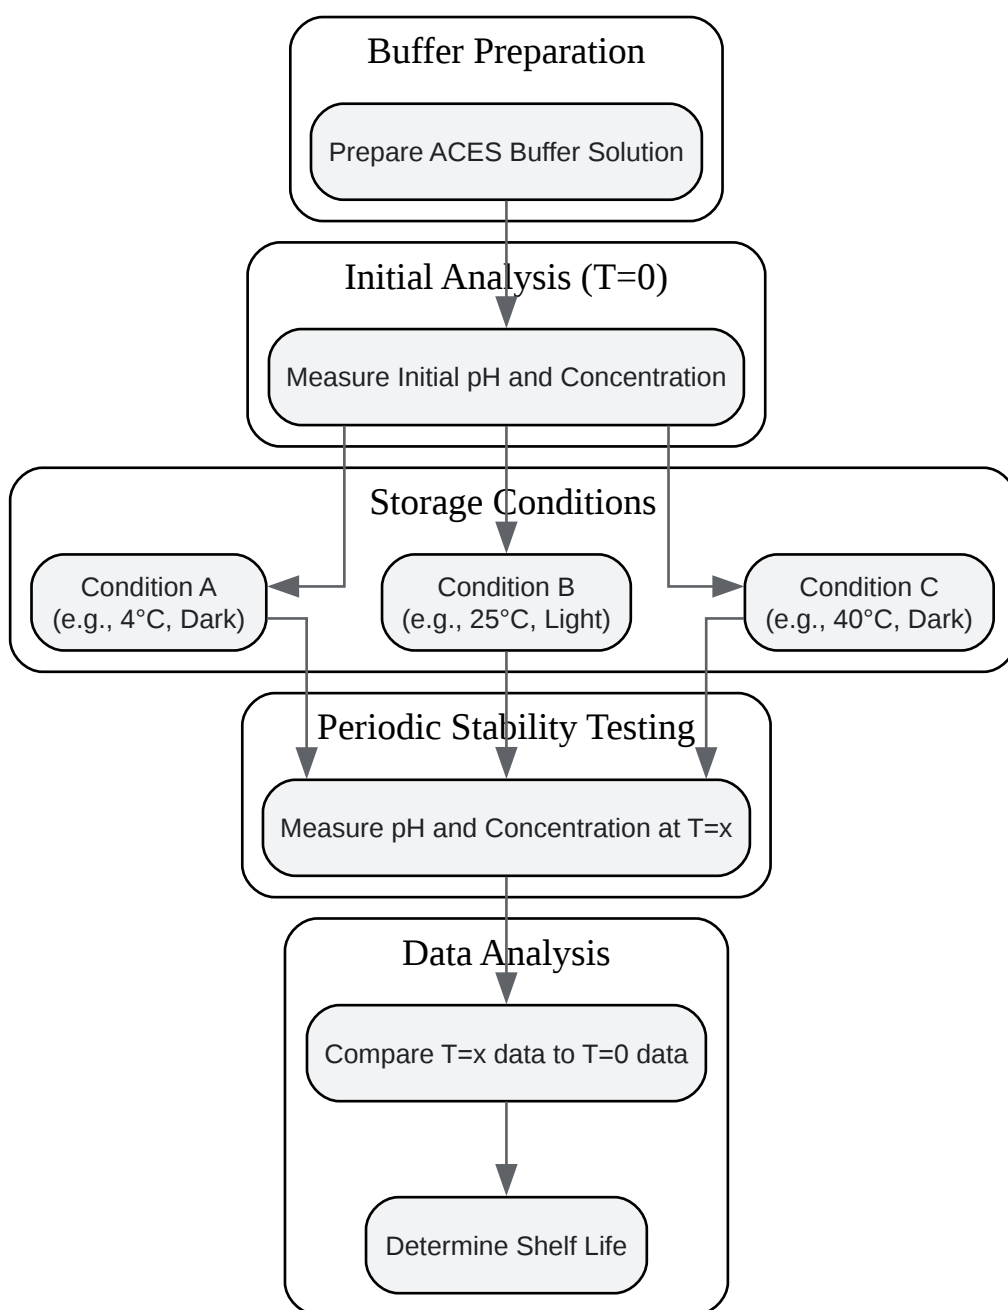 Buffer Preparation
Prepare ACES Buffer Solution
Initial Analysis (T=0)
Measure Initial pH and Concentration
Storage Conditions
Condition A
(e.g., 4°C, Dark)
Condition B
(e.g., 25°C, Light)
Condition C
(e.g., 40°C, Dark)
Periodic Stability Testing
Measure pH and Concentration at T=x
Data Analysis
Compare T=x data to T=0 data
Determine Shelf Life